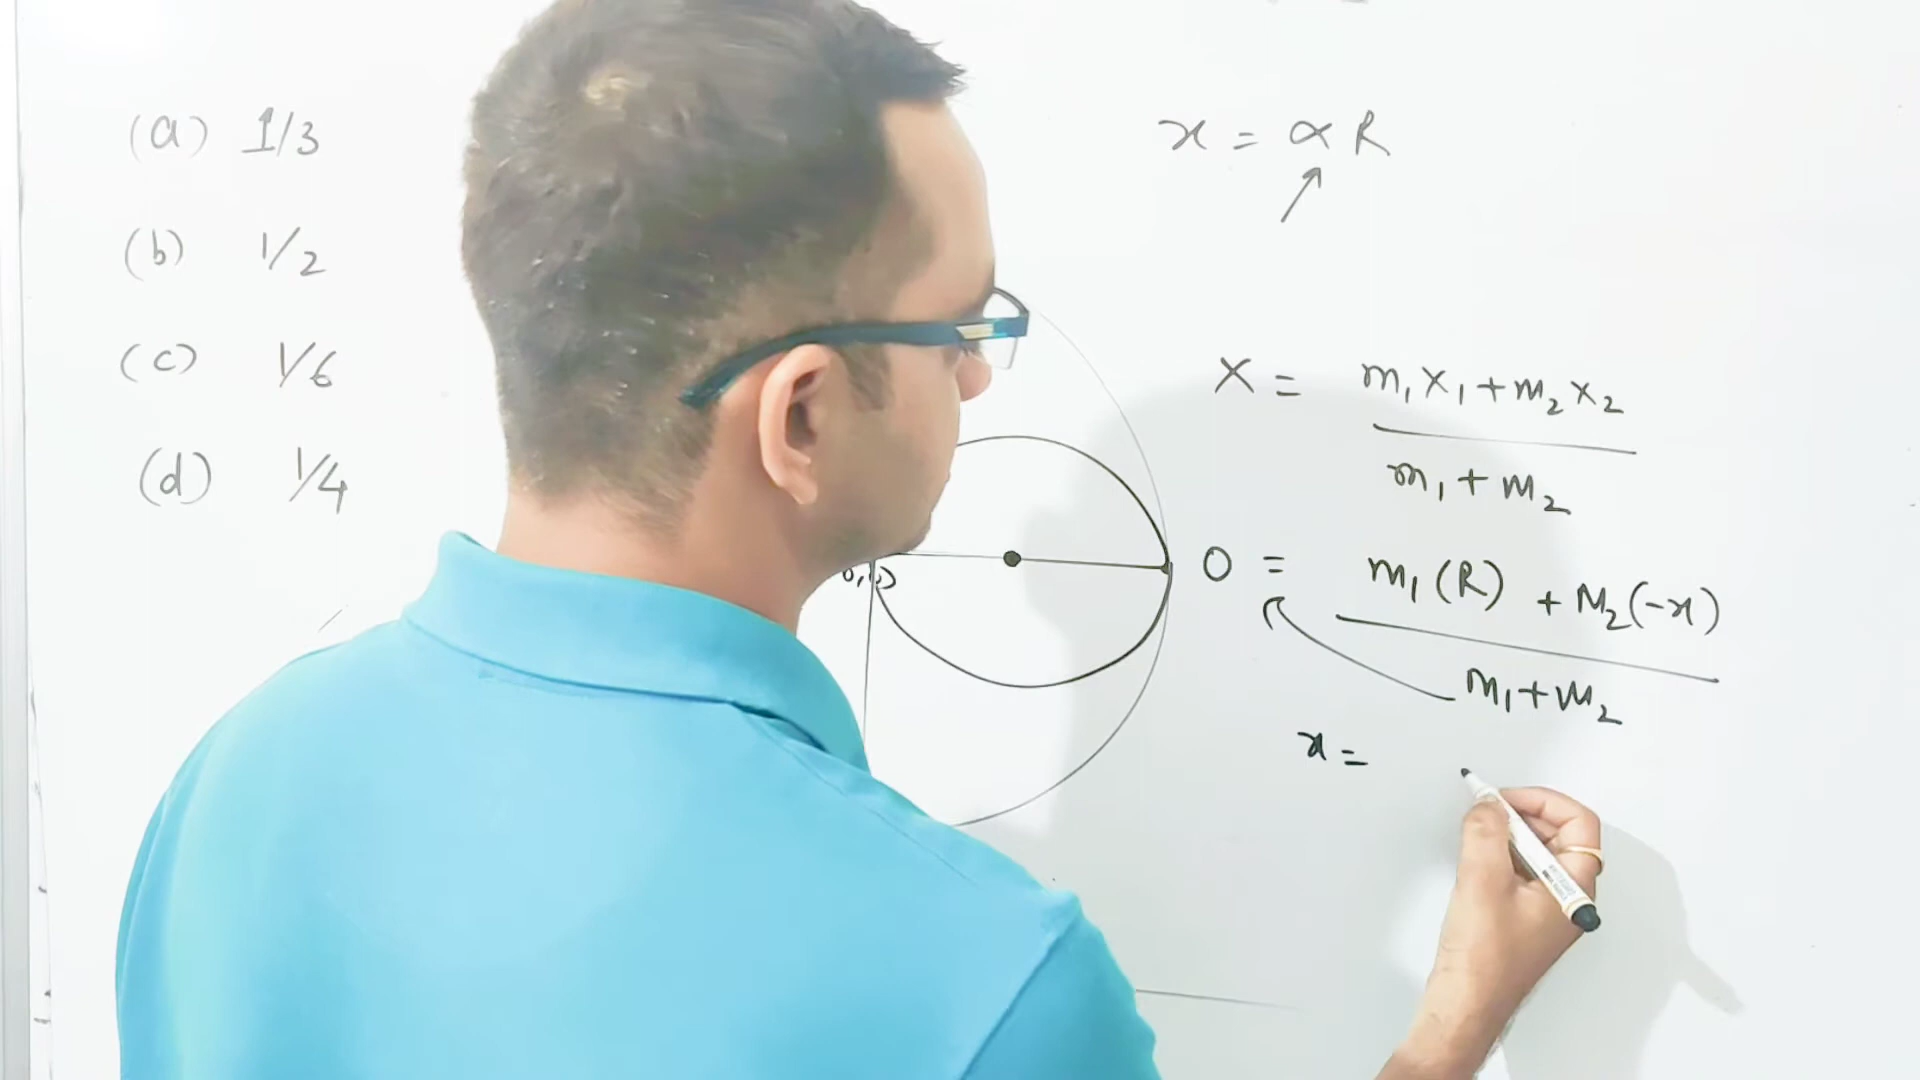 (a) 1/3
(b) 1/2
(c) 1/6
(d) 1/4
x = α R
X = m₁x₁ + m₂x₂
m₁ + m₂
0 = m₁(R) + M₂(-x)
m₁ + m₂
x =